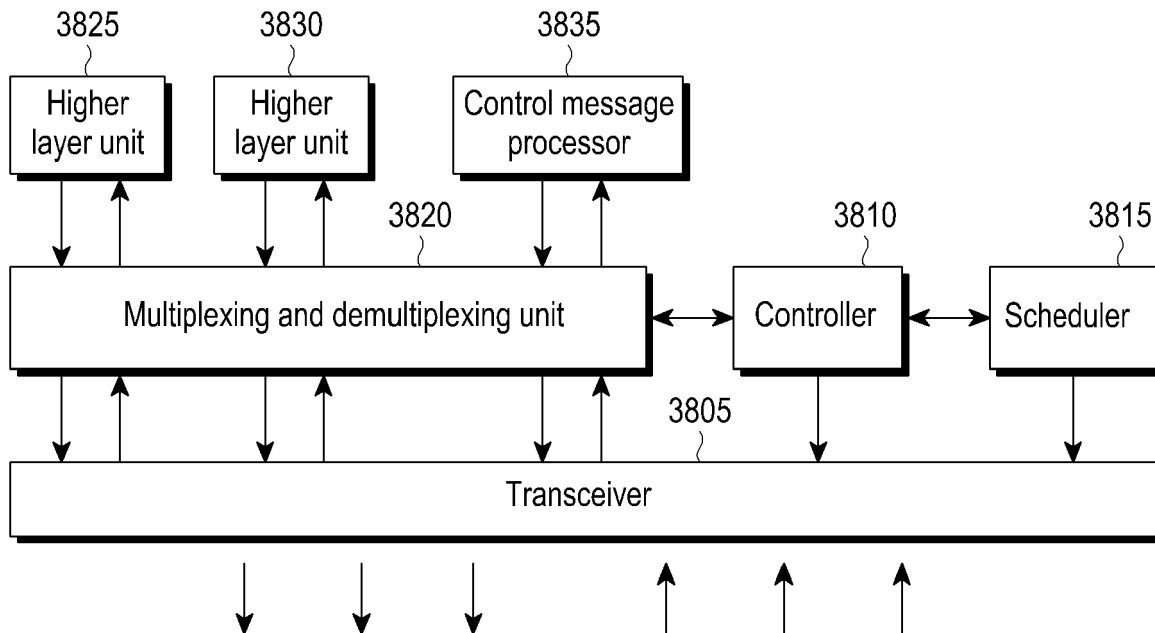 3825
3830
3835
Higher
layer unit
Higher
layer unit
Control message
processor
3820
3810
3815
Multiplexing and demultiplexing unit
Controller
Scheduler
3805
Transceiver